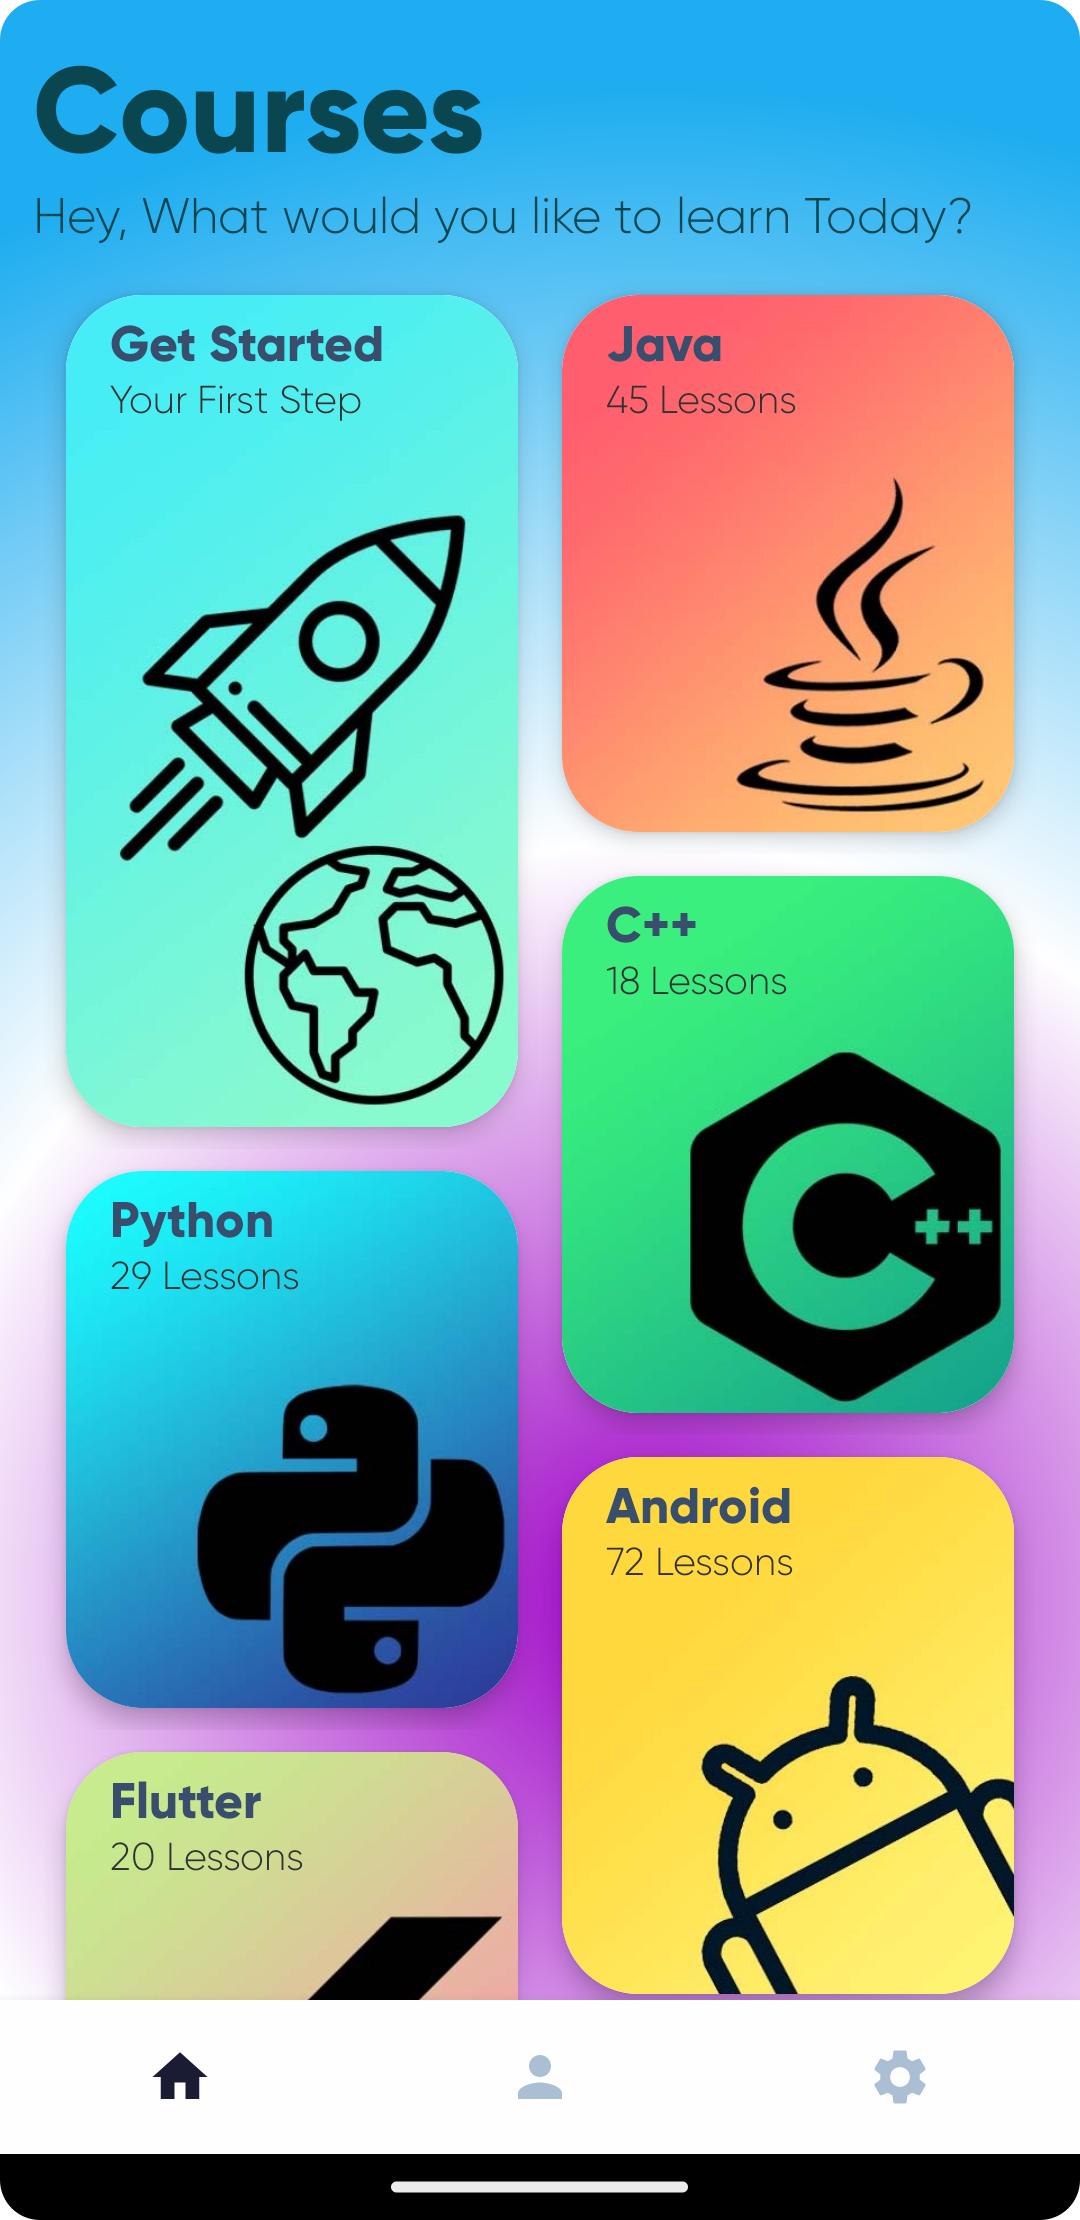 Courses
Hey, What would you like to learn Today?
Get Started
Your First Step
Java
45 Lessons
C++
18 Lessons
C++
Python
29 Lessons
Android
72 Lessons
Flutter
20 Lessons